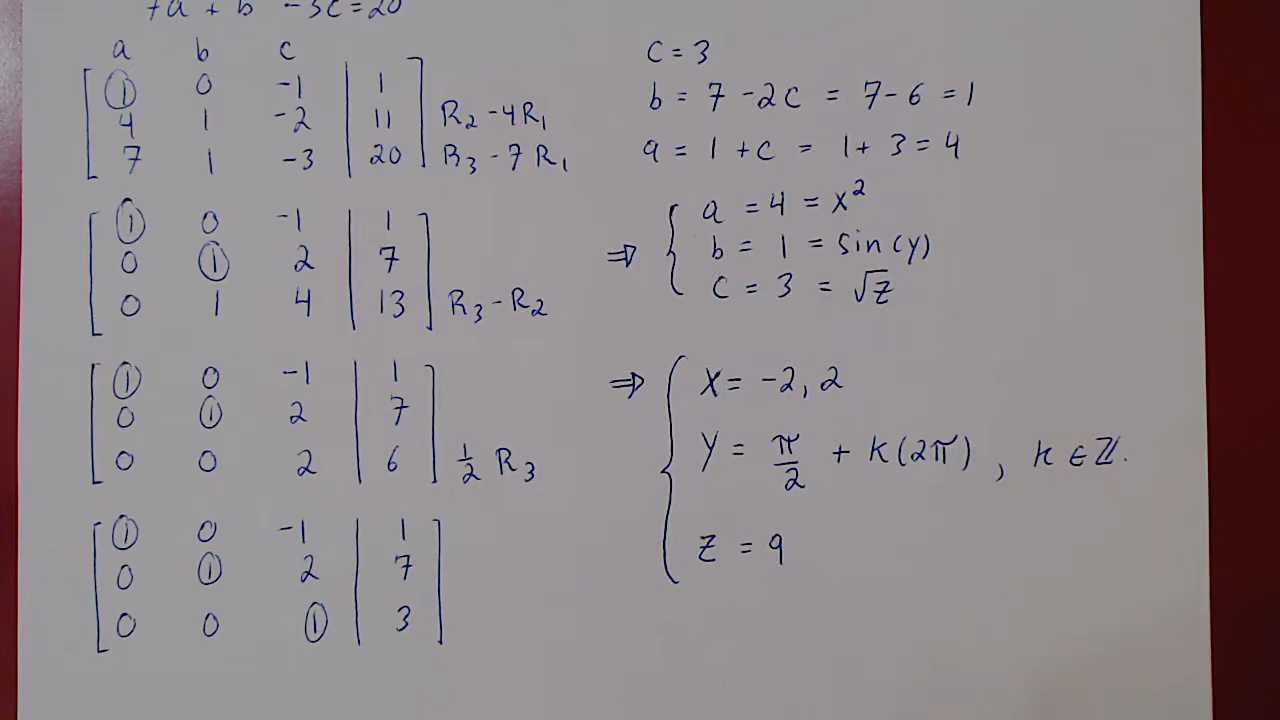 7a + b - 3c = 20
a b c
1 0 -1 | 1
4 1 -2 | 11 R₂ - 4R₁
7 1 -3 | 20 R₃ - 7R₁
1 0 -1 | 1
0 1 2 | 7
0 1 4 | 13 R₃ - R₂
1 0 -1 | 1
0 1 2 | 7
0 0 2 | 6 ½ R₃
1 0 -1 | 1
0 1 2 | 7
0 0 1 | 3
c = 3
b = 7 - 2c = 7 - 6 = 1
a = 1 + c = 1 + 3 = 4
⇒ { a = 4 = x²
b = 1 = sin(y)
c = 3 = √z
⇒ { x = -2, 2
y = π/2 + k(2π), k ∈ ℤ.
z = 9